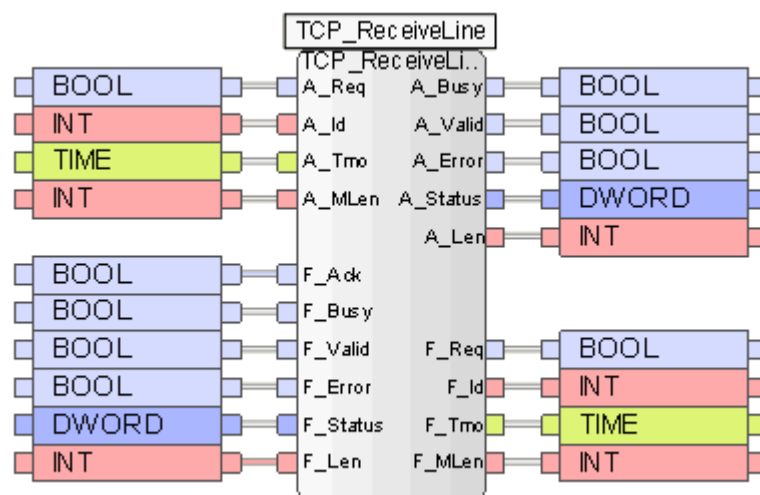 TCP_ReceiveLine
TCP_ReceiveLi..
BOOL A_Req A_Busy BOOL
INT A_Id A_Valid BOOL
TIME A_Tmo A_Error BOOL
INT A_MLen A_Status DWORD
A_Len INT
BOOL F_Ack
BOOL F_Busy
BOOL F_Valid F_Req BOOL
BOOL F_Error F_Id INT
DWORD F_Status F_Tmo TIME
INT F_Len F_MLen INT